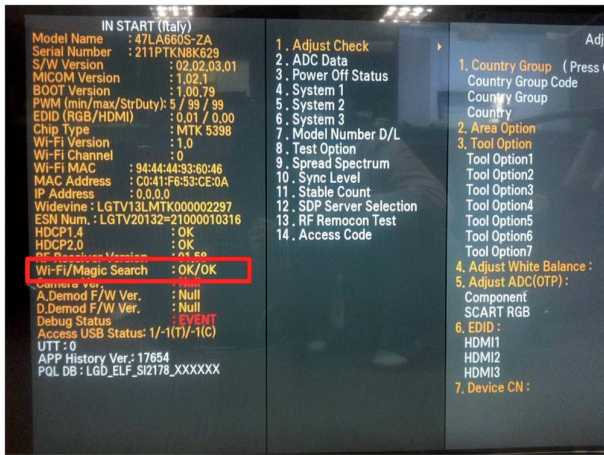 IN START (Italy)
Model Name : 47LA660S-ZA
Serial Number : 211PTKN8K629
S/W Version : 02,02,03,01
MICOM Version : 1,02,1
BOOT Version : 1,00,79
PWM (min/max/StrDuty): 5 / 99 / 99
EDID (RGB/HDMI) : 0,01 / 0,00
Chip Type : MTK 5398
Wi-Fi Version : 1,0
Wi-Fi Channel : 0
Wi-Fi MAC : 94:44:44:93:60:46
MAC Address : C0:41:F6:53:CE:0A
IP Address : 0,0,0,0
Widevine : LGTV13LMTK000002297
ESN Num. : LGTV20132=21000010316
HDCP1.4 : OK
HDCP2.0 : OK
RF Receiver Version : 01.58
Wi-Fi/Magic Search : OK/OK
Camera Ver. : Null
A.Demod F/W Ver. : Null
D.Demod F/W Ver. : Null
Debug Status : EVENT
Access USB Status: 1/-1(T)/-1(C)
UTT : 0
APP History Ver.: 17654
PQL DB : LGD_ELF_SI2178_XXXXXX
1 . Adjust Check
2 . ADC Data
3 . Power Off Status
4 . System 1
5 . System 2
6 . System 3
7 . Model Number D/L
8 . Test Option
9 . Spread Spectrum
10 . Sync Level
11 . Stable Count
12 . SDP Server Selection
13 . RF Remocon Test
14 . Access Code
Adj
1. Country Group (Press
Country Group Code
Country Group
Country
2. Area Option
3. Tool Option
Tool Option1
Tool Option2
Tool Option3
Tool Option4
Tool Option5
Tool Option6
Tool Option7
4. Adjust White Balance :
5. Adjust ADC(OTP) :
Component
SCART RGB
6. EDID :
HDMI1
HDMI2
HDMI3
7. Device CN :